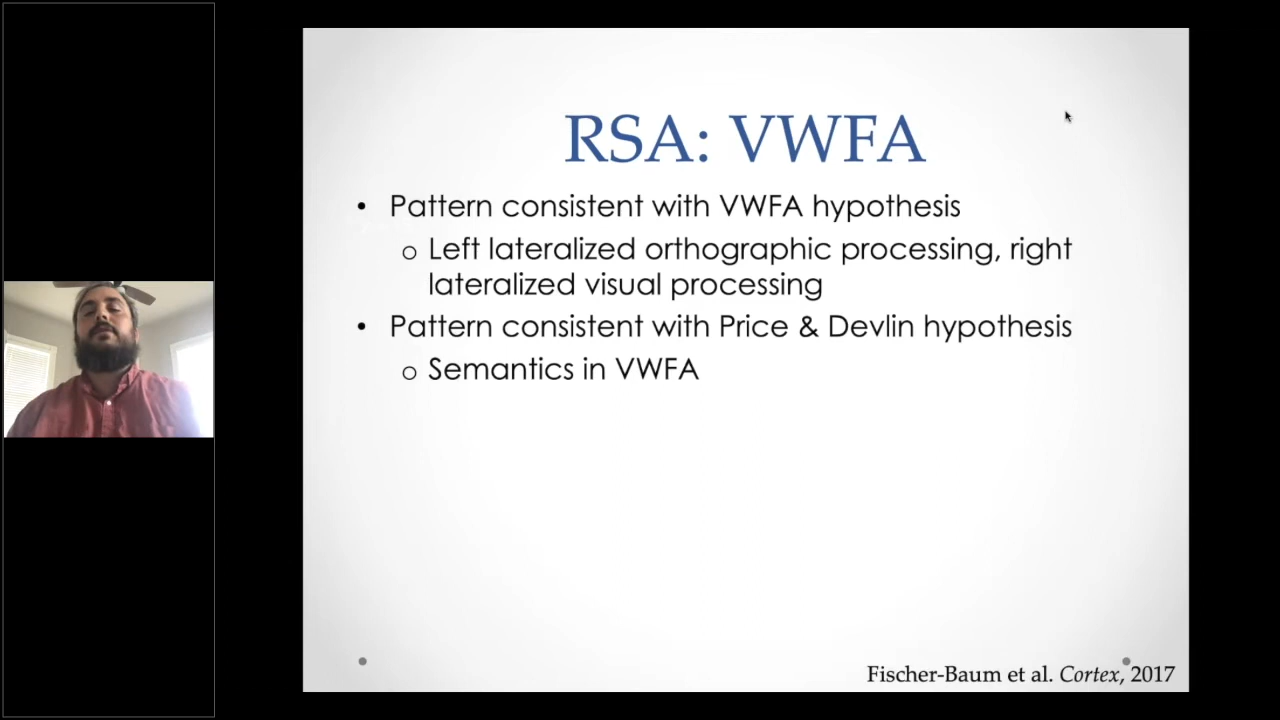 RSA: VWFA
• Pattern consistent with VWFA hypothesis
o Left lateralized orthographic processing, right
lateralized visual processing
• Pattern consistent with Price & Devlin hypothesis
o Semantics in VWFA
Fischer-Baum et al. Cortex, 2017